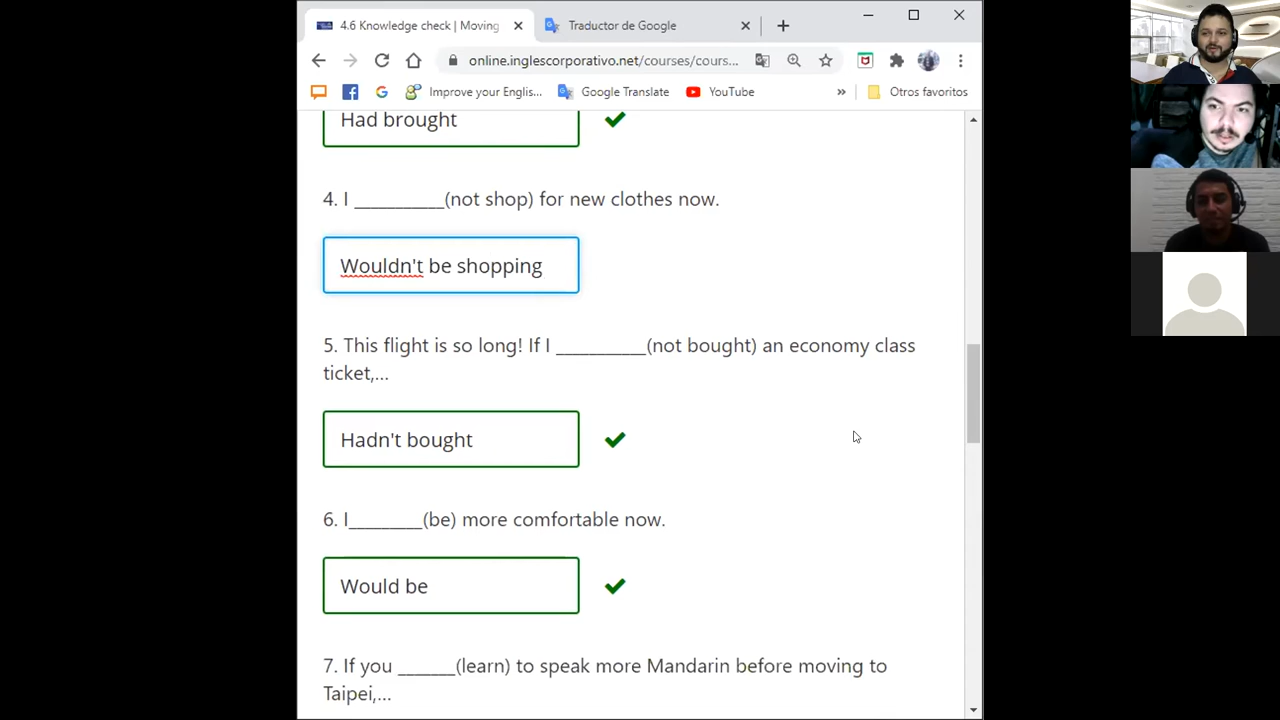 4.6 Knowledge check | Moving
Traductor de Google
online.inglescorporativo.net/courses/cours...
Improve your Englis...
Google Translate
YouTube
»
Otros favoritos
Had brought
4. I ___________(not shop) for new clothes now.
Wouldn't be shopping
5. This flight is so long! If I ___________(not bought) an economy class
ticket,...
Hadn't bought
6. I_________(be) more comfortable now.
Would be
7. If you _______(learn) to speak more Mandarin before moving to
Taipei,...